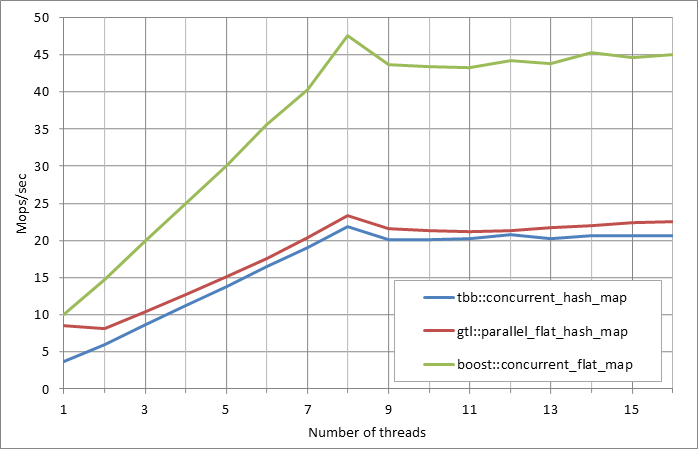 50
45
40
35
30
25
20
15
10
5
0
Mops/sec
tbb::concurrent_hash_map
gtl::parallel_flat_hash_map
boost::concurrent_flat_map
1 3 5 7 9 11 13 15
Number of threads